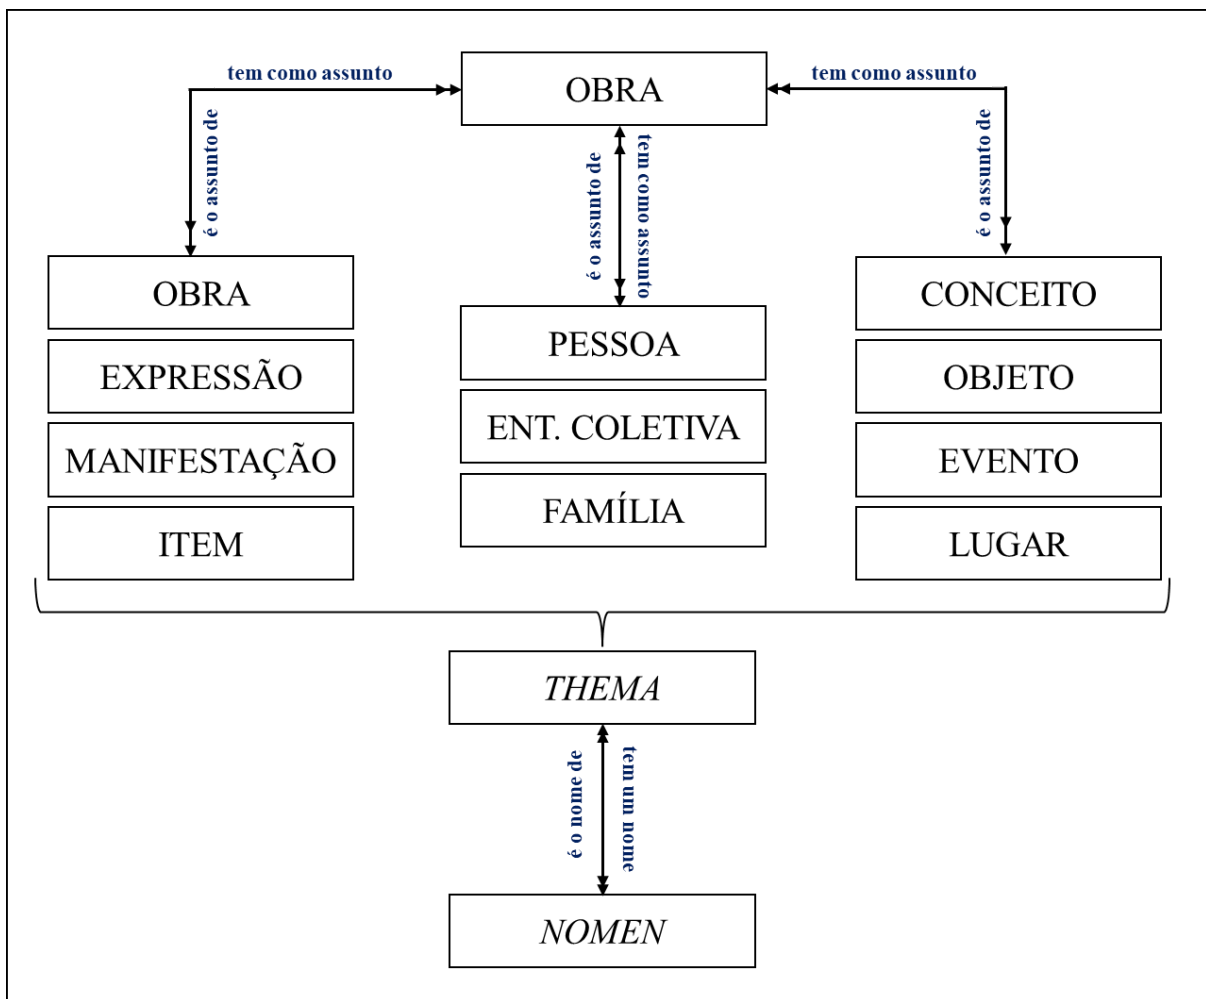 OBRA
tem como assunto
tem como assunto
é o assunto de
é o assunto de
tem como assunto
é o assunto de
OBRA
EXPRESSÃO
MANIFESTAÇÃO
ITEM
PESSOA
ENT. COLETIVA
FAMÍLIA
CONCEITO
OBJETO
EVENTO
LUGAR
THEMA
é o nome de
tem um nome
NOMEN